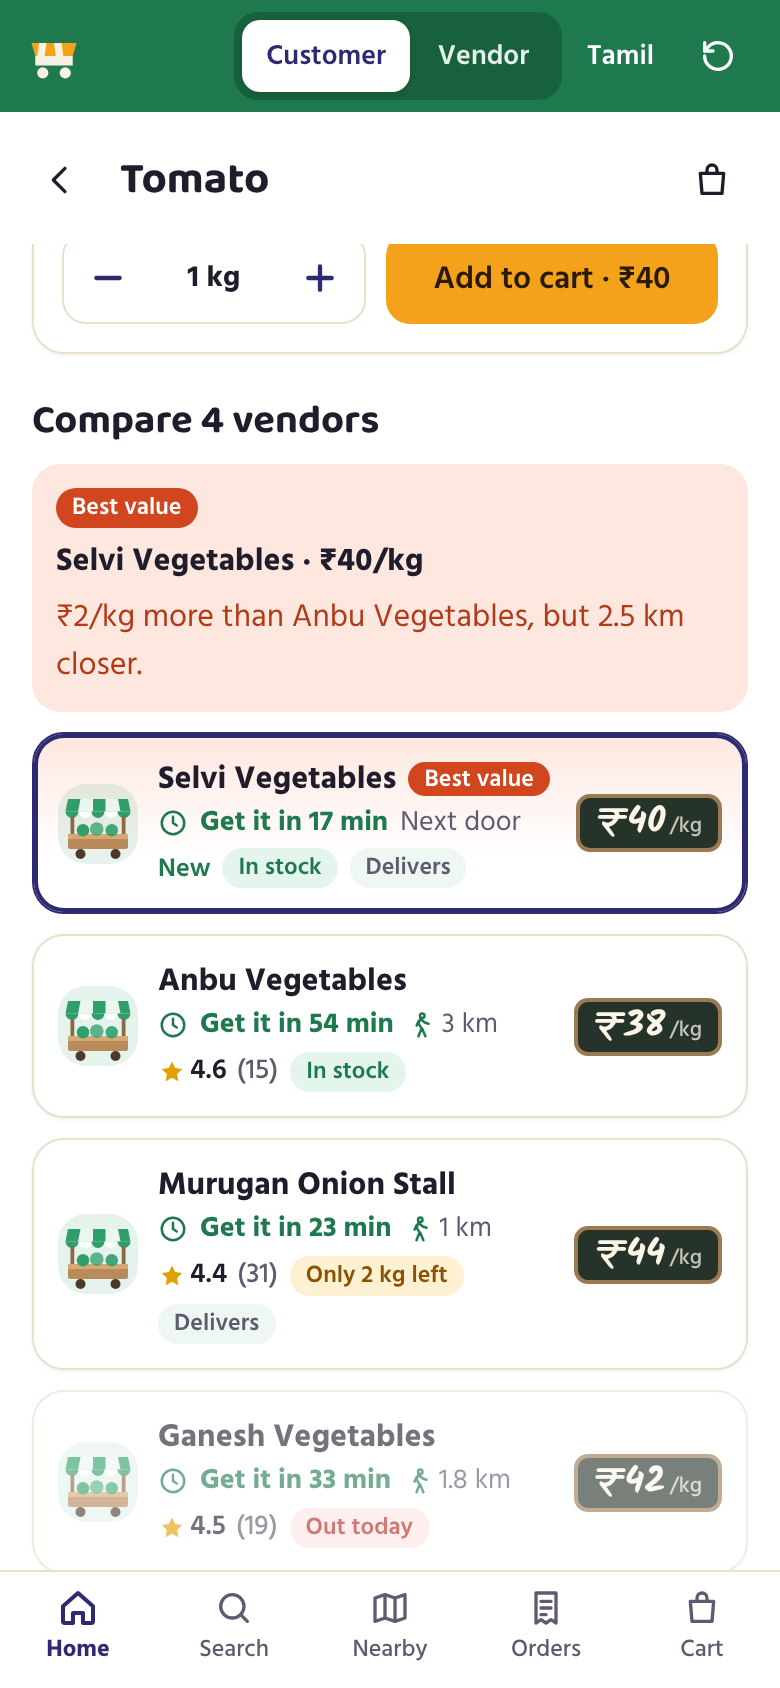 Customer Vendor Tamil
Tomato
1 kg
Add to cart · ₹40
Compare 4 vendors
Best value
Selvi Vegetables · ₹40/kg
₹2/kg more than Anbu Vegetables, but 2.5 km
closer.
Selvi Vegetables Best value
Get it in 17 min Next door
New In stock Delivers
₹40/kg
Anbu Vegetables
Get it in 54 min 3 km
4.6 (15) In stock
₹38/kg
Murugan Onion Stall
Get it in 23 min 1 km
4.4 (31) Only 2 kg left
Delivers
₹44/kg
Ganesh Vegetables
Get it in 33 min 1.8 km
4.5 (19) Out today
₹42/kg
Home Search Nearby Orders Cart